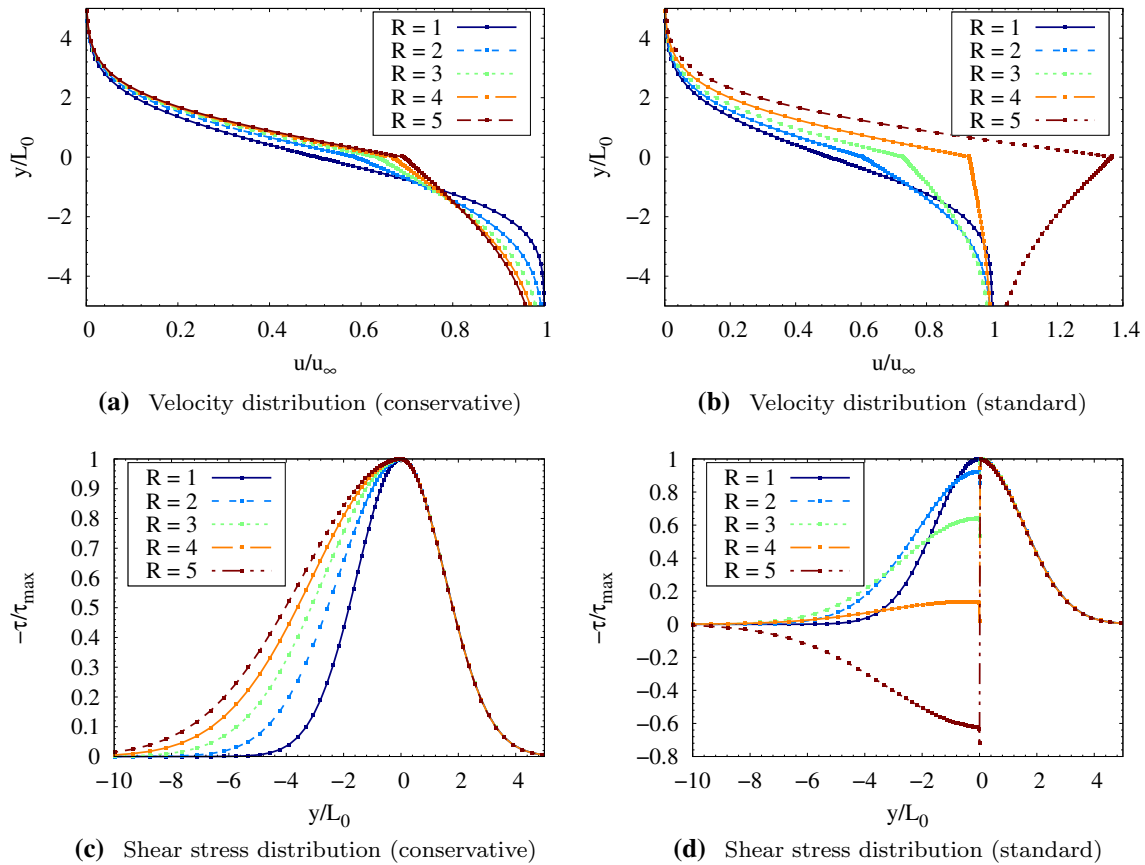 4
2
0
−2
−4
y/L0
R = 1
R = 2
R = 3
R = 4
R = 5
0 0.2 0.4 0.6 0.8 1
u/u∞
(a) Velocity distribution (conservative)
4
2
0
−2
−4
y/L0
R = 1
R = 2
R = 3
R = 4
R = 5
0 0.2 0.4 0.6 0.8 1 1.2 1.4
u/u∞
(b) Velocity distribution (standard)
1
0.9
0.8
0.7
0.6
0.5
0.4
0.3
0.2
0.1
0
−τ/τmax
R = 1
R = 2
R = 3
R = 4
R = 5
−10 −8 −6 −4 −2 0 2 4
y/L0
(c) Shear stress distribution (conservative)
1
0.8
0.6
0.4
0.2
0
−0.2
−0.4
−0.6
−0.8
−τ/τmax
R = 1
R = 2
R = 3
R = 4
R = 5
−10 −8 −6 −4 −2 0 2 4
y/L0
(d) Shear stress distribution (standard)